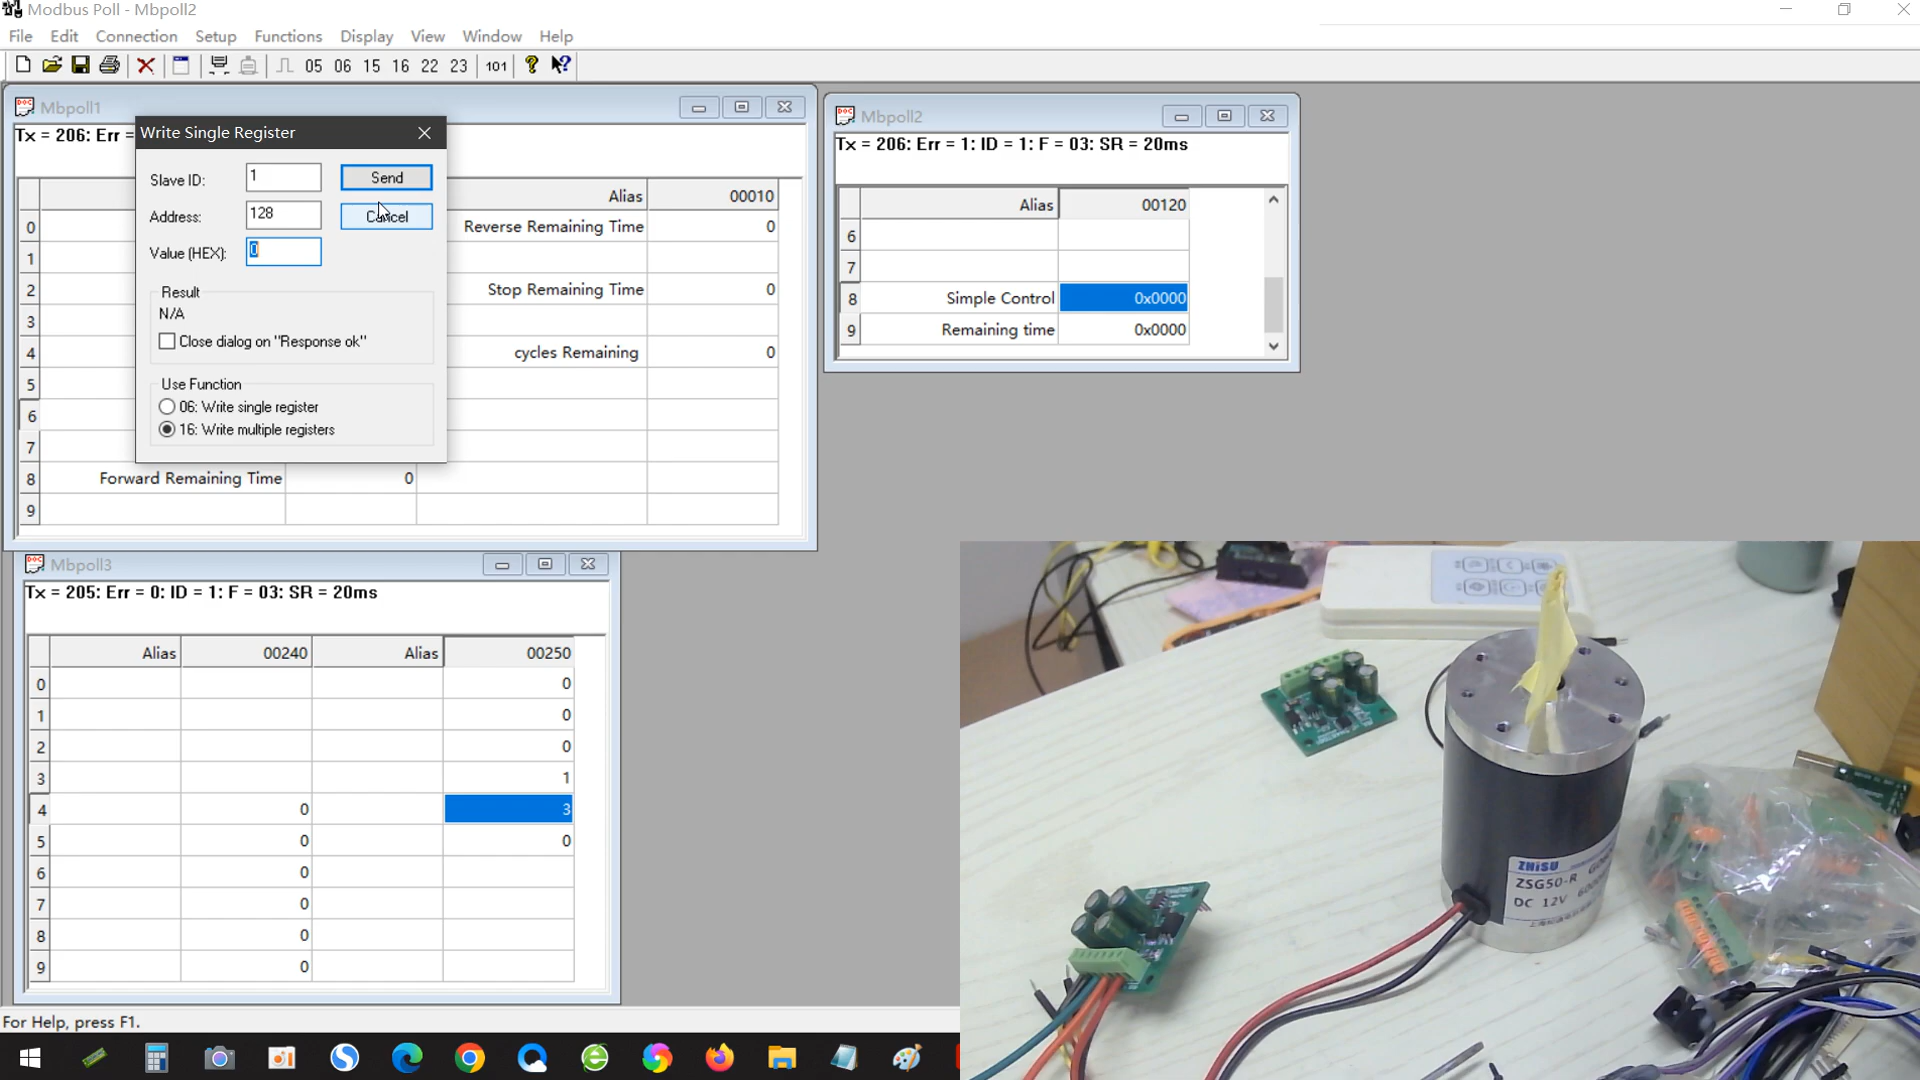 Modbus Poll - Mbpoll2
File Edit Connection Setup Functions Display View Window Help
05 06 15 16 22 23 101
Mbpoll1
Tx = 206: Err =
Alias 00010
0 Reverse Remaining Time 0
1
2 Stop Remaining Time 0
3
4 cycles Remaining 0
5
6
7
8 Forward Remaining Time 0
9
Write Single Register
Slave ID: 1 Send
Address: 128 Cancel
Value (HEX): 0
Result
N/A
Close dialog on "Response ok"
Use Function
06: Write single register
16: Write multiple registers
Mbpoll2
Tx = 206: Err = 1: ID = 1: F = 03: SR = 20ms
Alias 00120
6
7
8 Simple Control 0x0000
9 Remaining time 0x0000
Mbpoll3
Tx = 205: Err = 0: ID = 1: F = 03: SR = 20ms
Alias 00240 Alias 00250
0 0
1 0
2 0
3 1
4 0 3
5 0 0
6 0
7 0
8 0
9 0
ZHISU
ZSG50-R
DC 12V
For Help, press F1.